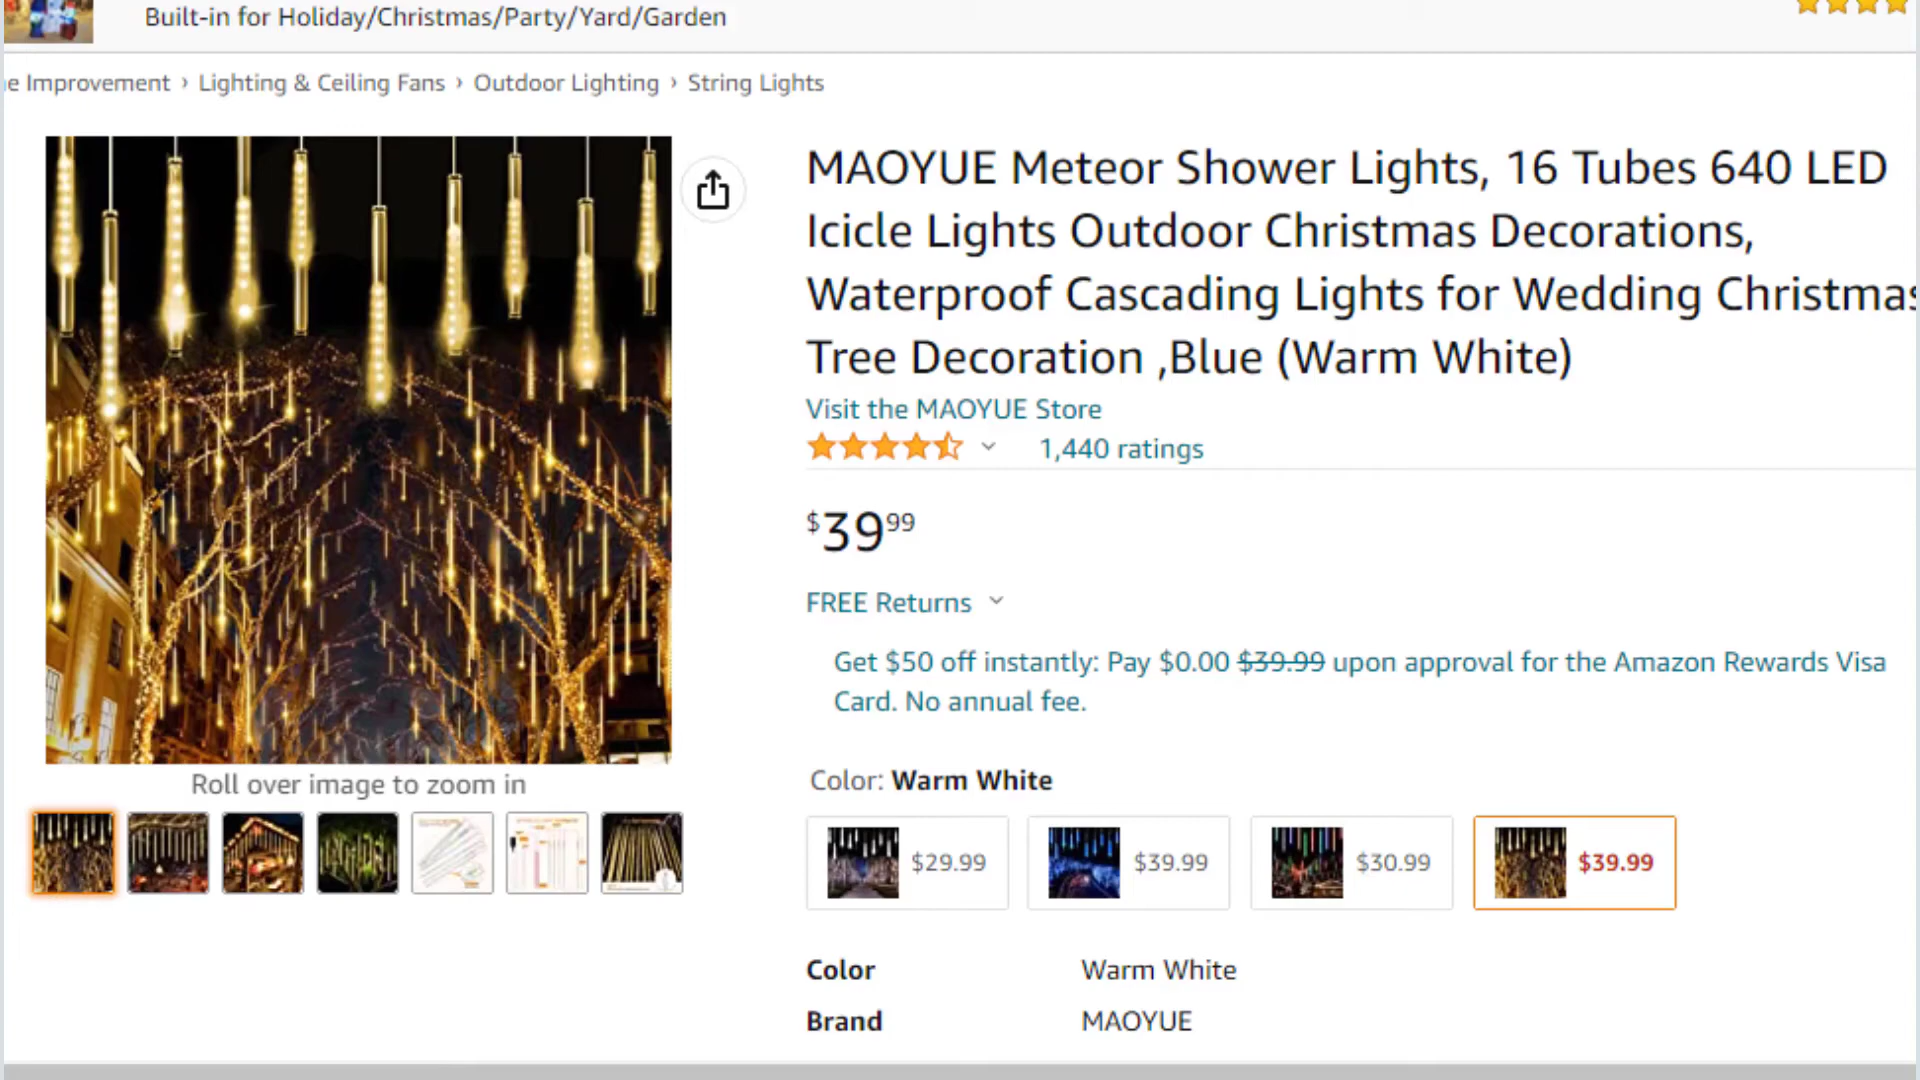 Built-in for Holiday/Christmas/Party/Yard/Garden
e Improvement › Lighting & Ceiling Fans › Outdoor Lighting › String Lights
MAOYUE Meteor Shower Lights, 16 Tubes 640 LED
Icicle Lights Outdoor Christmas Decorations,
Waterproof Cascading Lights for Wedding Christmas
Tree Decoration ,Blue (Warm White)
Visit the MAOYUE Store
1,440 ratings
$39.99
FREE Returns
Get $50 off instantly: Pay $0.00 $39.99 upon approval for the Amazon Rewards Visa
Card. No annual fee.
Roll over image to zoom in
Color: Warm White
$29.99 $39.99 $30.99 $39.99
Color Warm White
Brand MAOYUE